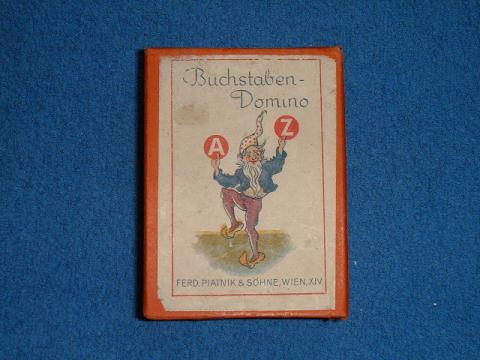 Buchstaben-
Domino
A
Z
FERD. PIATNIK & SÖHNE, WIEN, XIV